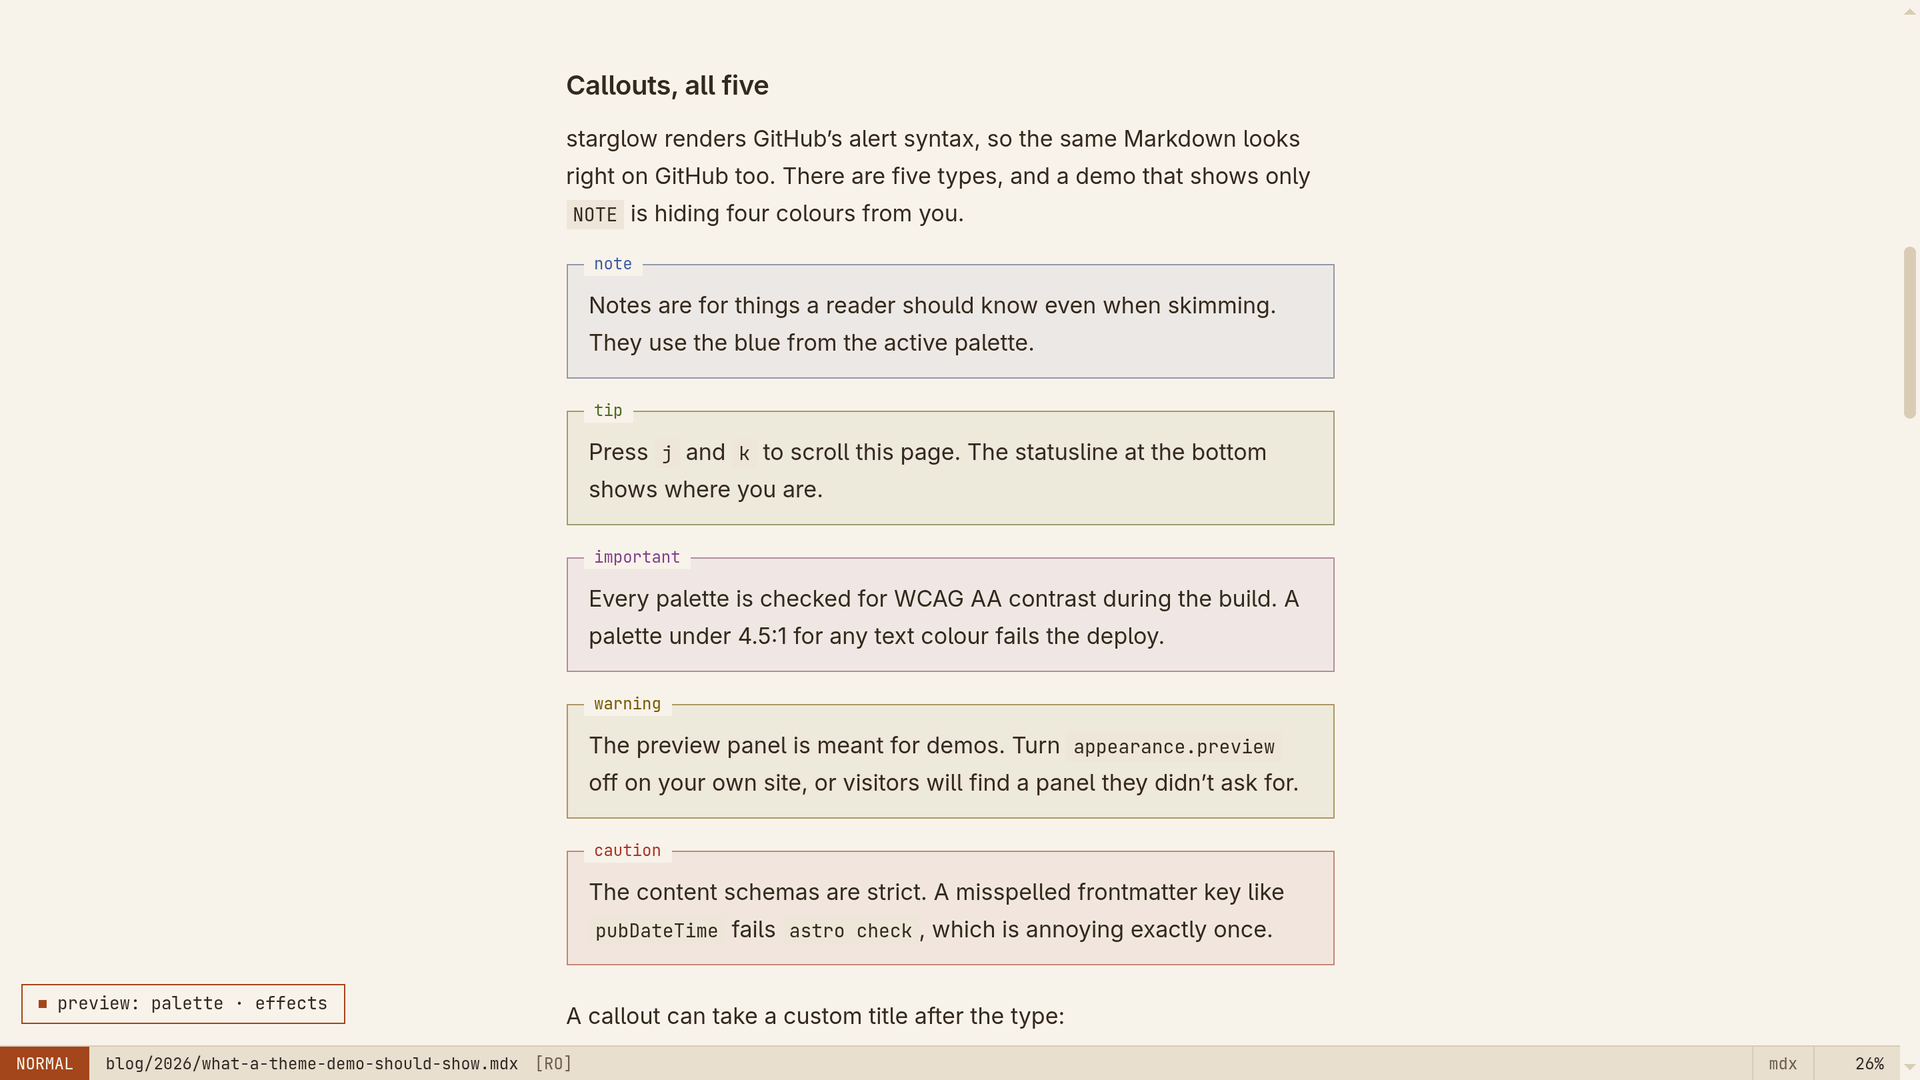 Callouts, all five
starglow renders GitHub’s alert syntax, so the same Markdown looks
right on GitHub too. There are five types, and a demo that shows only
NOTE is hiding four colours from you.
note
Notes are for things a reader should know even when skimming.
They use the blue from the active palette.
tip
Press j and k to scroll this page. The statusline at the bottom
shows where you are.
important
Every palette is checked for WCAG AA contrast during the build. A
palette under 4.5:1 for any text colour fails the deploy.
warning
The preview panel is meant for demos. Turn appearance.preview
off on your own site, or visitors will find a panel they didn’t ask for.
caution
The content schemas are strict. A misspelled frontmatter key like
pubDateTime fails astro check, which is annoying exactly once.
A callout can take a custom title after the type:
preview: palette · effects
NORMAL blog/2026/what-a-theme-demo-should-show.mdx [RO] mdx 26%